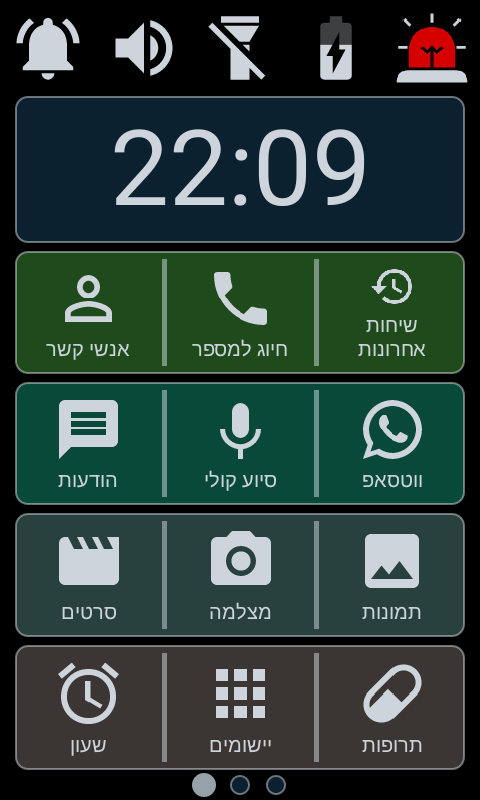 22:09
שיחות
אחרונות
חיוג למספר
אנשי קשר
ווטסאפ
סיוע קולי
הודעות
תמונות
מצלמה
סרטים
תרופות
יישומים
שעון